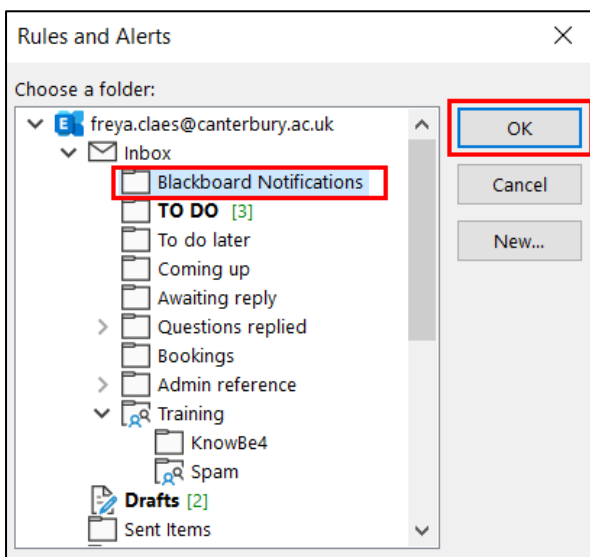 Rules and Alerts
Choose a folder:
freya.claes@canterbury.ac.uk
OK
Inbox
Blackboard Notifications
Cancel
TO DO [3]
To do later
New...
Coming up
Awaiting reply
Questions replied
Bookings
Admin reference
Training
KnowBe4
Spam
Drafts [2]
Sent Items